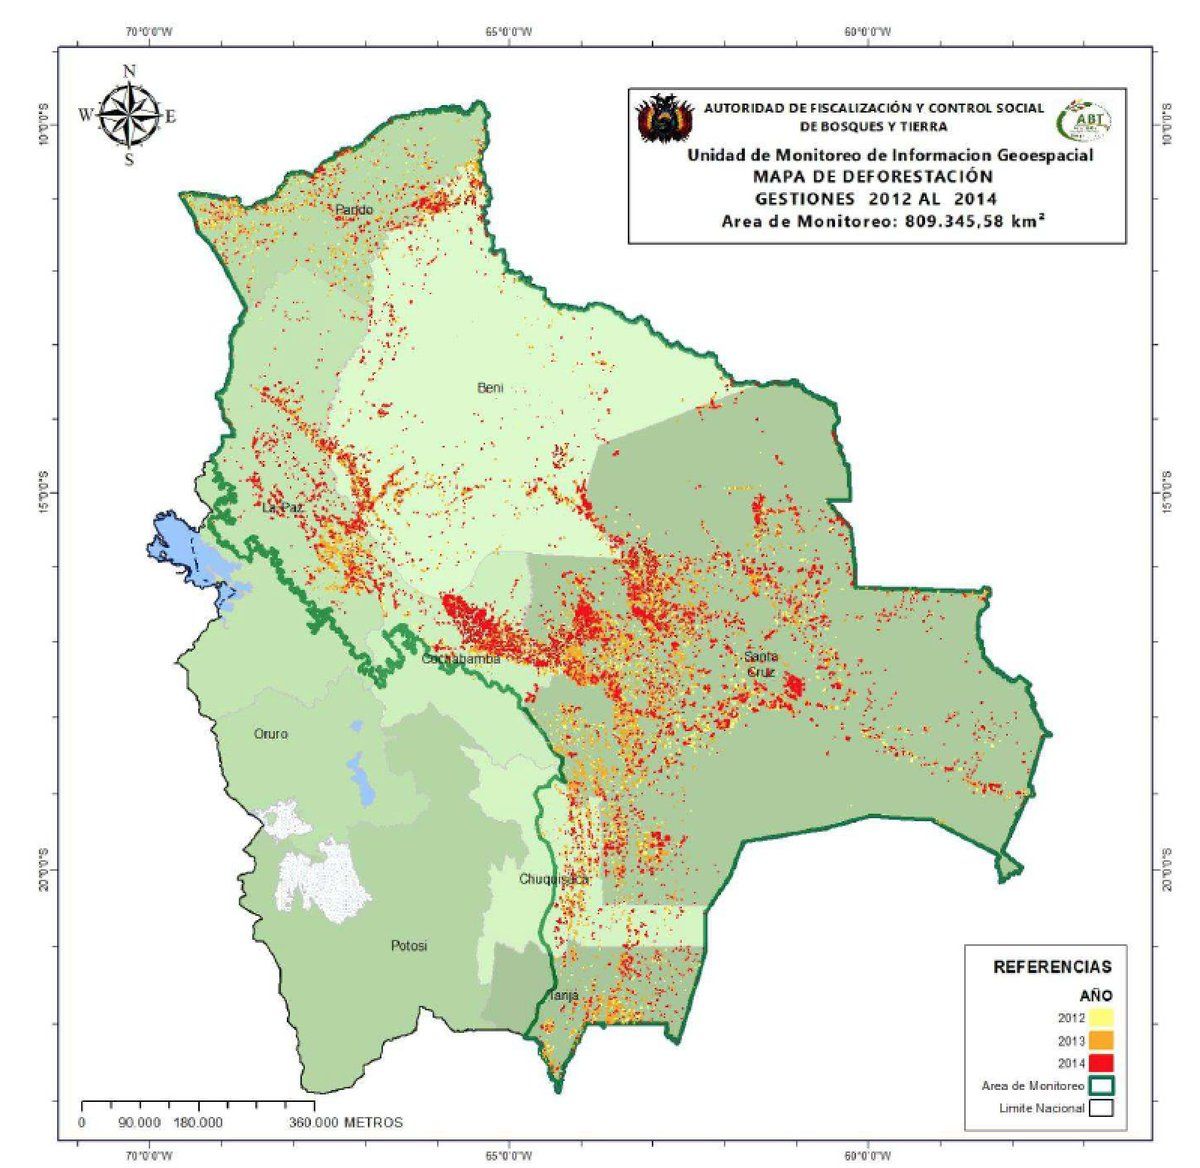 70°0'0"W 65°0'0"W 60°0'0"W
N
W E
S
10°0'0"S 10°0'0"S
AUTORIDAD DE FISCALIZACIÓN Y CONTROL SOCIAL
DE BOSQUES Y TIERRA
ABT
Unidad de Monitoreo de Informacion Geoespacial
MAPA DE DEFORESTACIÓN
GESTIONES 2012 AL 2014
Area de Monitoreo: 809.345,58 km²
Pando
Beni
15°0'0"S 15°0'0"S
La Paz
Cochabamba
Santa
Cruz
Oruro
20°0'0"S 20°0'0"S
Chuquisaca
Potosi
Tarija
REFERENCIAS
AÑO
2012
2013
2014
Area de Monitoreo
Limite Nacional
0 90.000 180.000 360.000 METROS
70°0'0"W 65°0'0"W 60°0'0"W